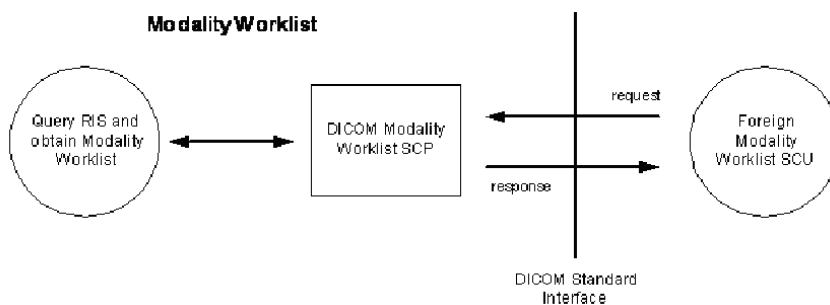 Modality Worklist
Query RIS and
obtain Modality
Worklist
DICOM Modality
Worklist SCP
request
response
Foreign
Modality
Worklist SCU
DICOM Standard
Interface